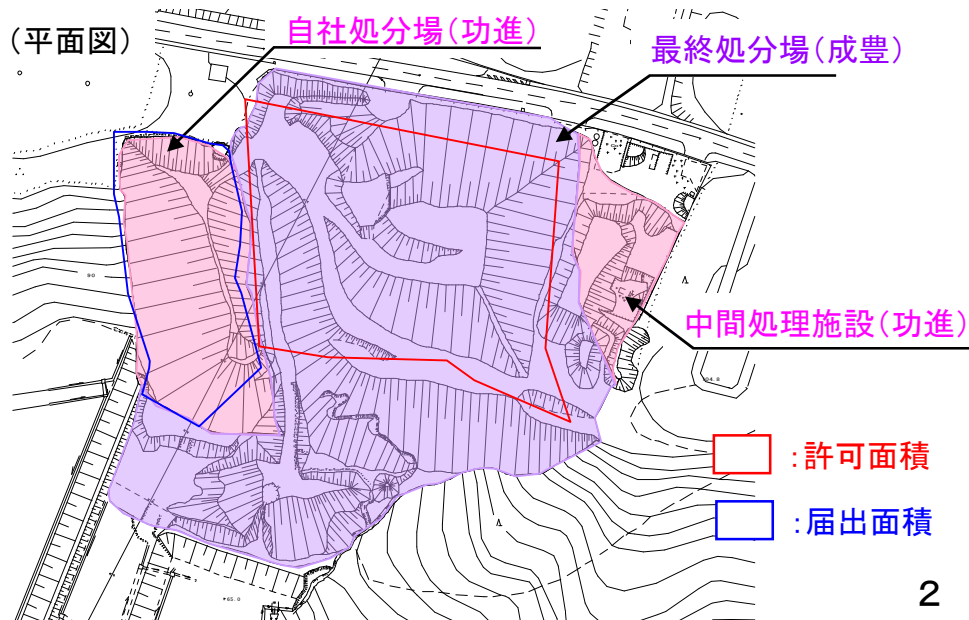 (平面図)
自社処分場(功進)
最終処分場(成豊)
中間処理施設(功進)
:許可面積
:届出面積
2